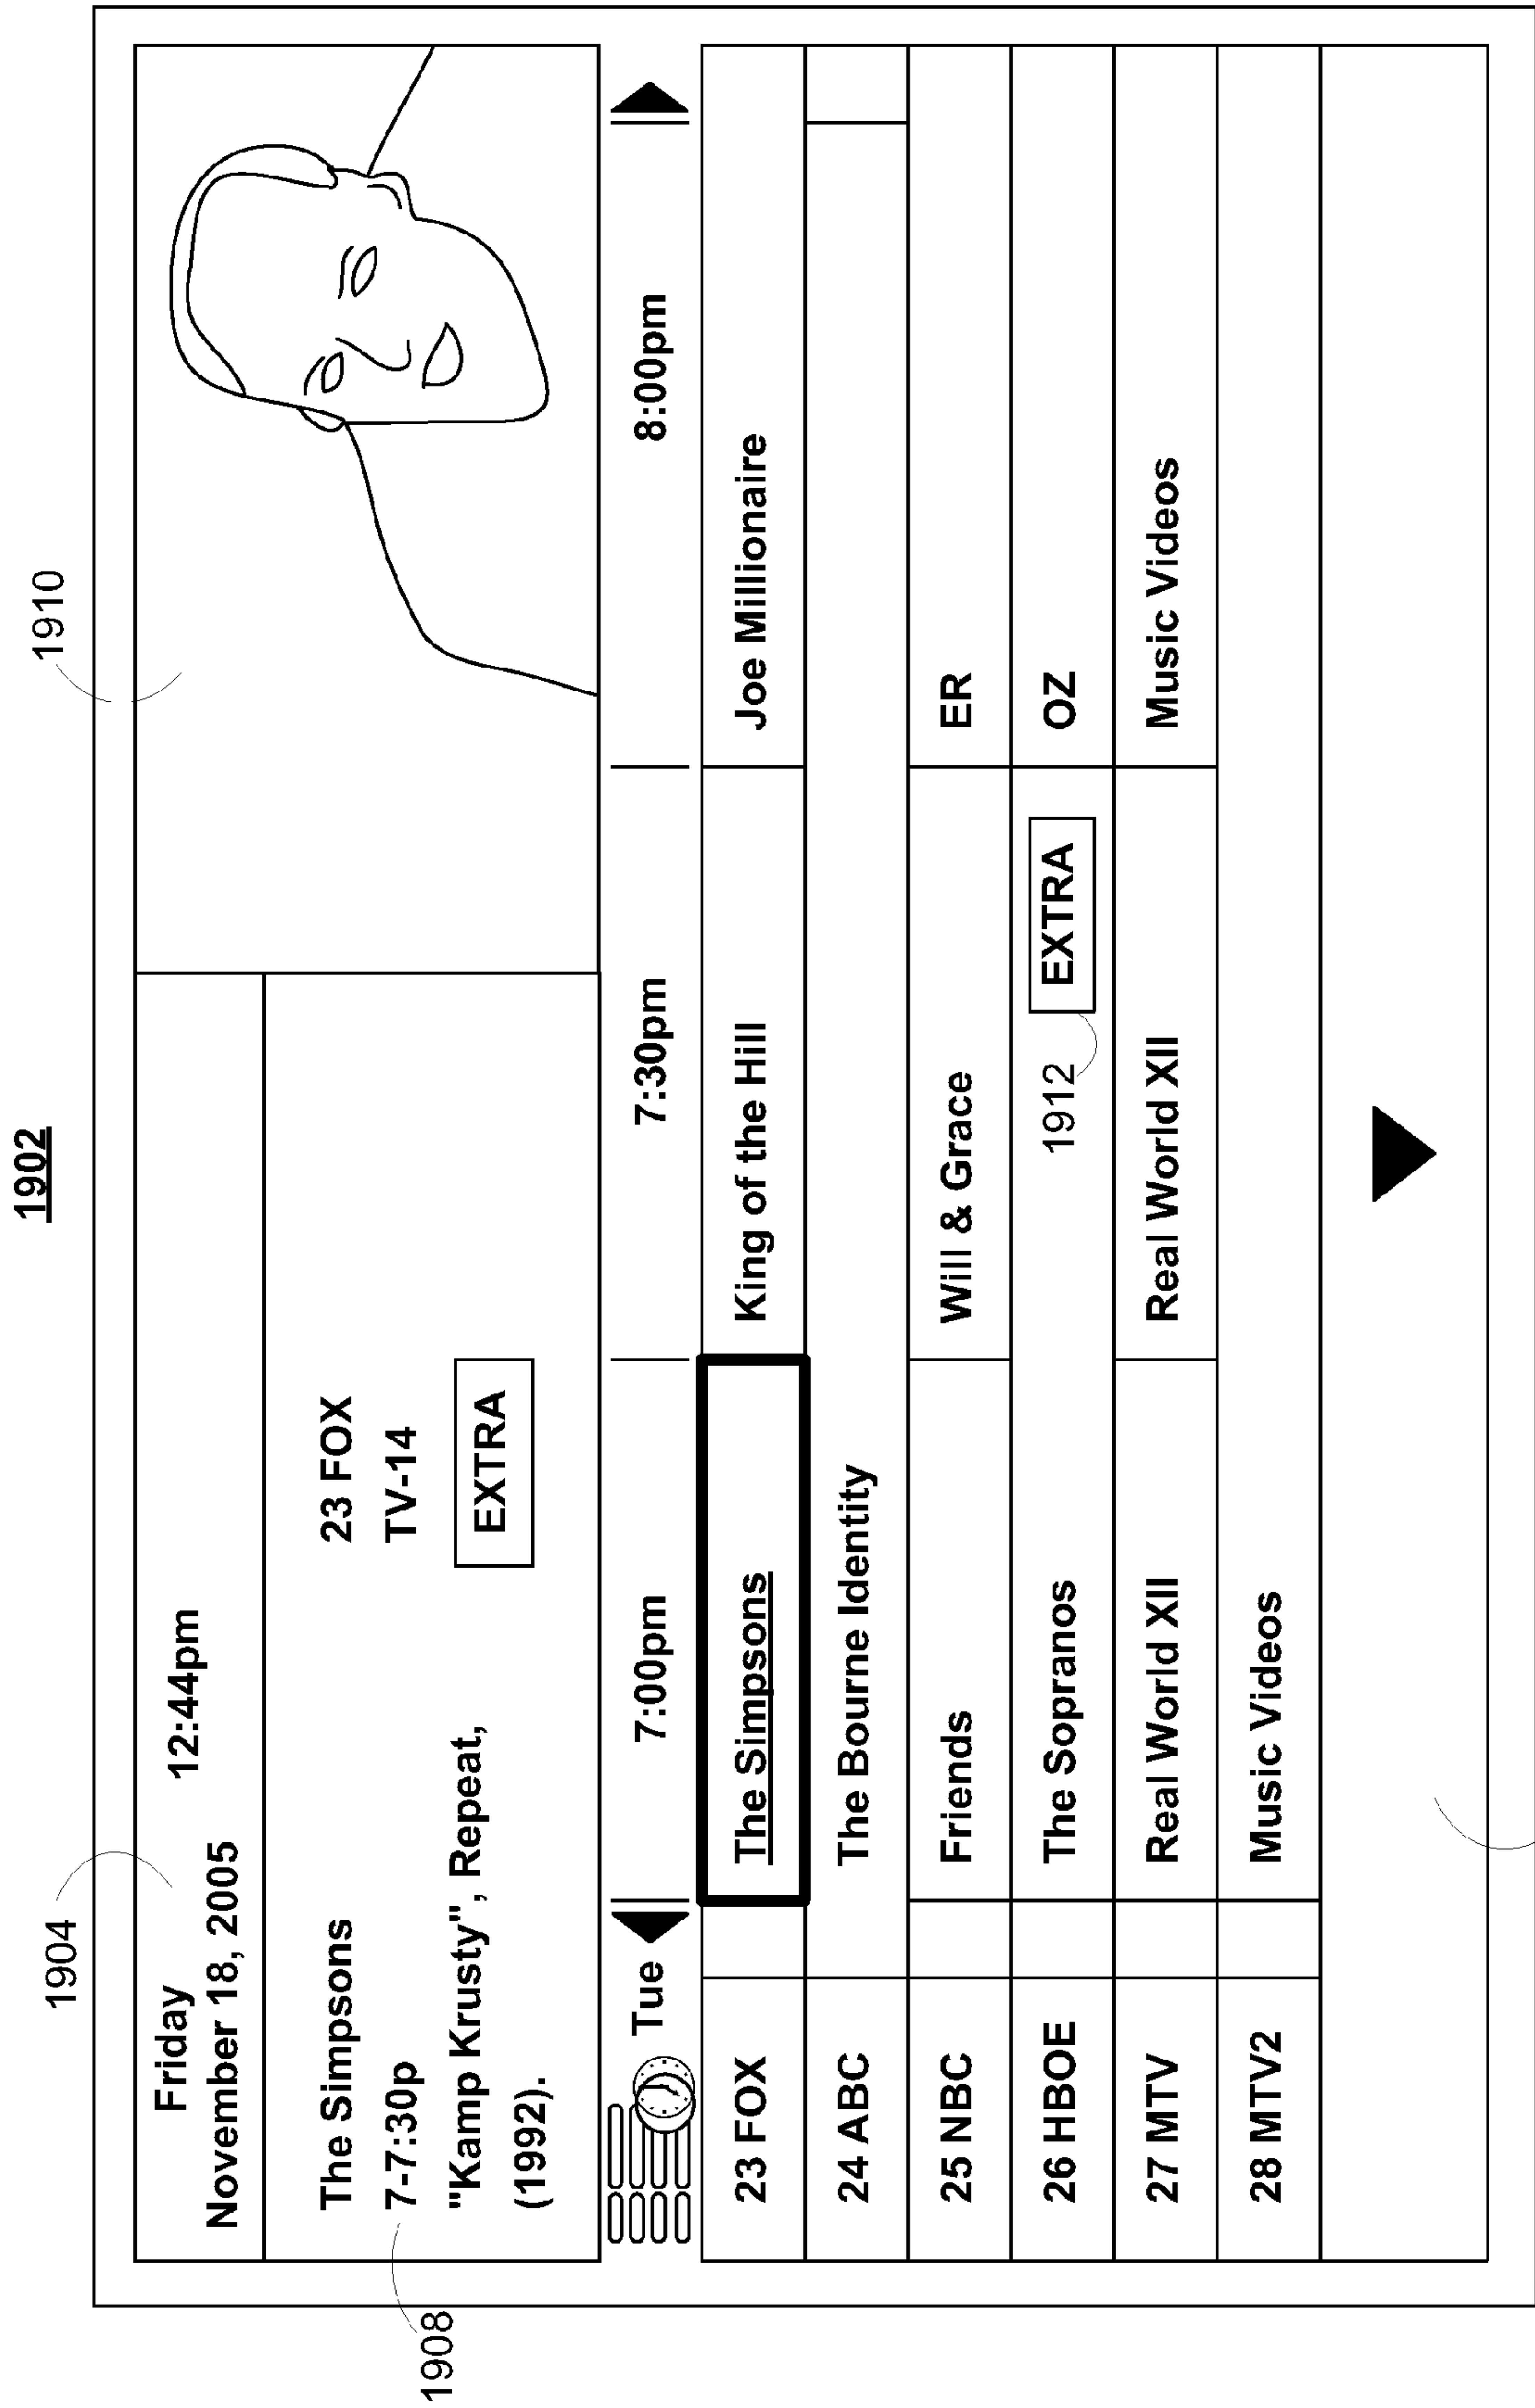 1902
1904
1910
Friday 12:44pm
November 18, 2005
The Simpsons 23 FOX
7-7:30p TV-14
"Kamp Krusty", Repeat, EXTRA
(1992).
1908
Tue 7:00pm 7:30pm 8:00pm
23 FOX The Simpsons King of the Hill Joe Millionaire
24 ABC The Bourne Identity
25 NBC Friends Will & Grace ER
26 HBOE The Sopranos 1912 EXTRA OZ
27 MTV Real World XII Real World XII Music Videos
28 MTV2 Music Videos